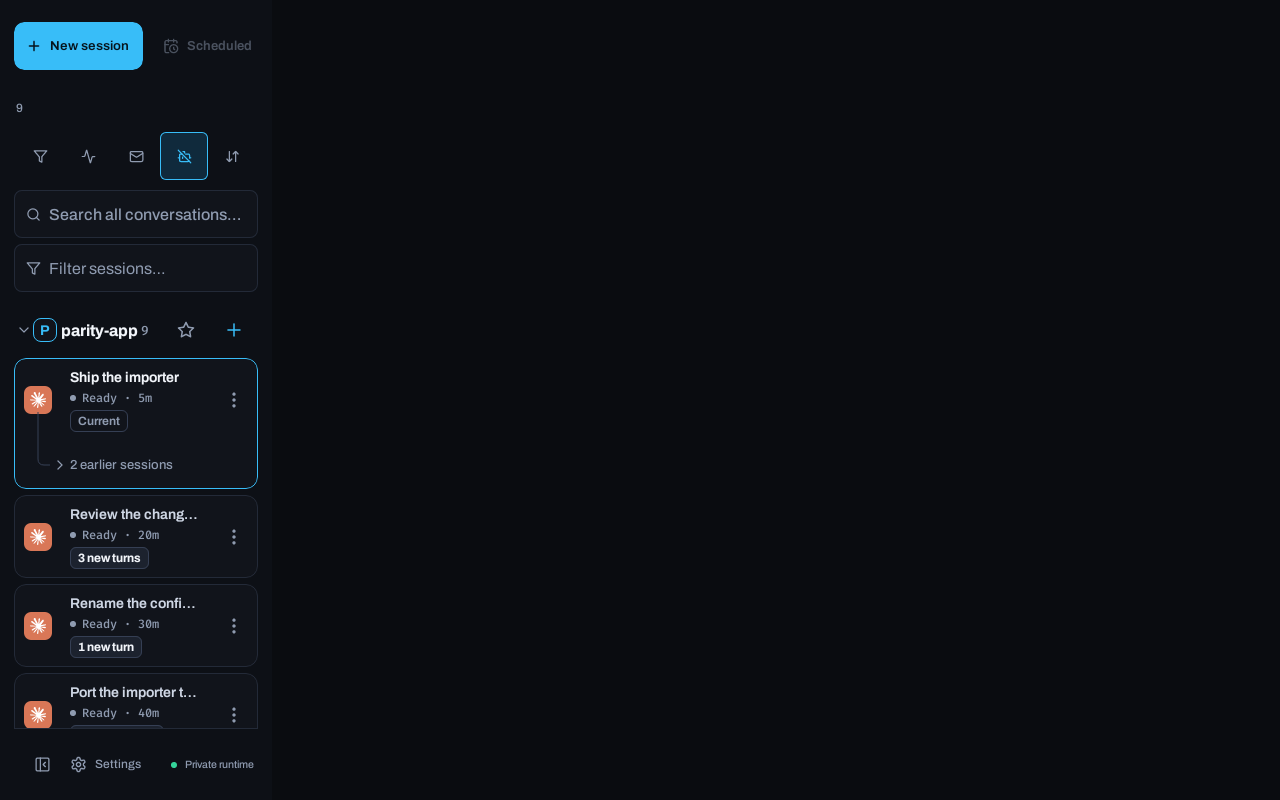 New session
Scheduled
9
Search all conversations...
Filter sessions...
P parity-app 9
Ship the importer
Ready · 5m
Current
2 earlier sessions
Review the chang...
Ready · 20m
3 new turns
Rename the confi...
Ready · 30m
1 new turn
Port the importer t...
Ready · 40m
Settings
Private runtime